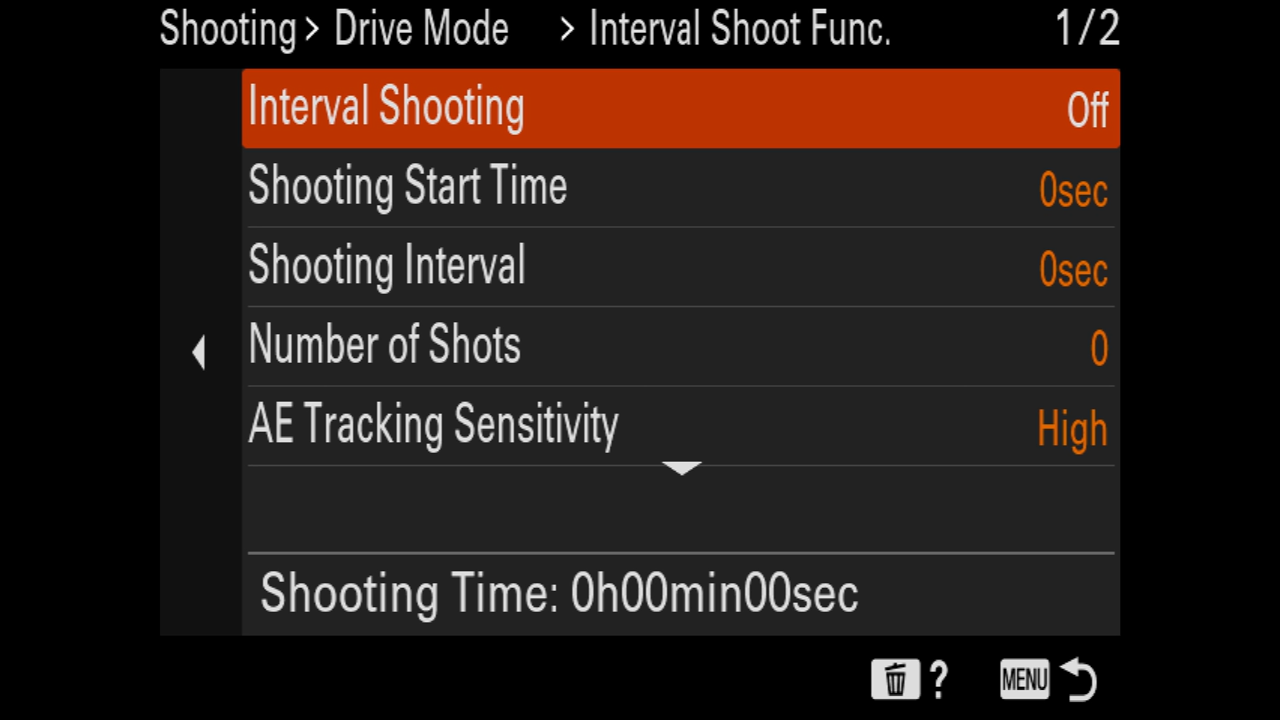 Shooting > Drive Mode > Interval Shoot Func. 1/2
Interval Shooting Off
Shooting Start Time 0sec
Shooting Interval 0sec
Number of Shots 0
AE Tracking Sensitivity High
Shooting Time: 0h00min00sec
? MENU